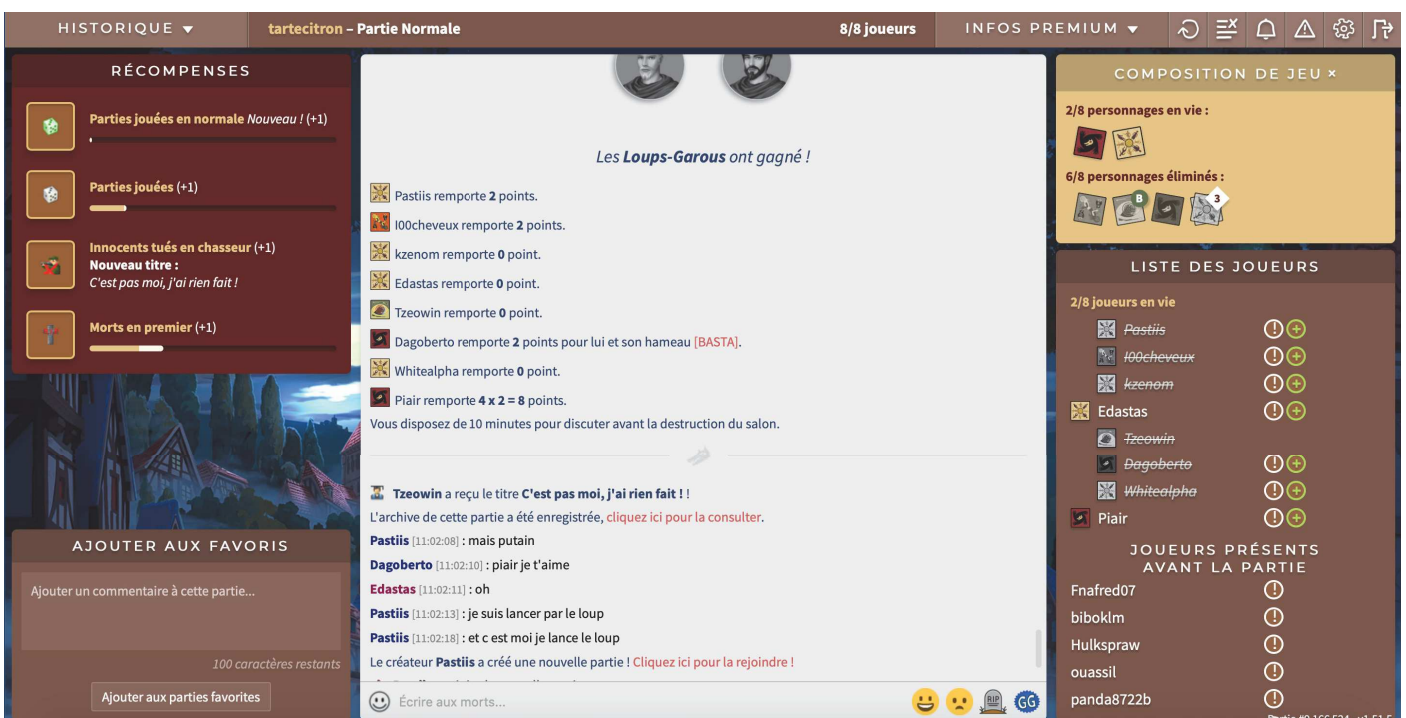 HISTORIQUE ▼
tartecitron – Partie Normale
8/8 joueurs
INFOS PREMIUM ▼
RÉCOMPENSES
Parties jouées en normale Nouveau ! (+1)
Parties jouées (+1)
Innocents tués en chasseur (+1)
Nouveau titre :
C'est pas moi, j'ai rien fait !
Morts en premier (+1)
AJOUTER AUX FAVORIS
Ajouter un commentaire à cette partie...
100 caractères restants
Ajouter aux parties favorites
Les Loups-Garous ont gagné !
Pastiis remporte 2 points.
I00cheveux remporte 2 points.
kzenom remporte 0 point.
Edastas remporte 0 point.
Tzeowin remporte 0 point.
Dagoberto remporte 2 points pour lui et son hameau [BASTA].
Whitealpha remporte 0 point.
Piair remporte 4 x 2 = 8 points.
Vous disposez de 10 minutes pour discuter avant la destruction du salon.
Tzeowin a reçu le titre C'est pas moi, j'ai rien fait ! !
L'archive de cette partie a été enregistrée, cliquez ici pour la consulter.
Pastiis [11:02:08] : mais putain
Dagoberto [11:02:10] : piair je t'aime
Edastas [11:02:11] : oh
Pastiis [11:02:13] : je suis lancer par le loup
Pastiis [11:02:18] : et c est moi je lance le loup
Le créateur Pastiis a créé une nouvelle partie ! Cliquez ici pour la rejoindre !
Écrire aux morts...
RIP
GG
COMPOSITION DE JEU ×
2/8 personnages en vie :
6/8 personnages éliminés :
B
3
LISTE DES JOUEURS
2/8 joueurs en vie
Pastiis
I00cheveux
kzenom
Edastas
Tzeowin
Dagoberto
Whitealpha
Piair
JOUEURS PRÉSENTS
AVANT LA PARTIE
Fnafred07
biboklm
Hulkspraw
ouassil
panda8722b